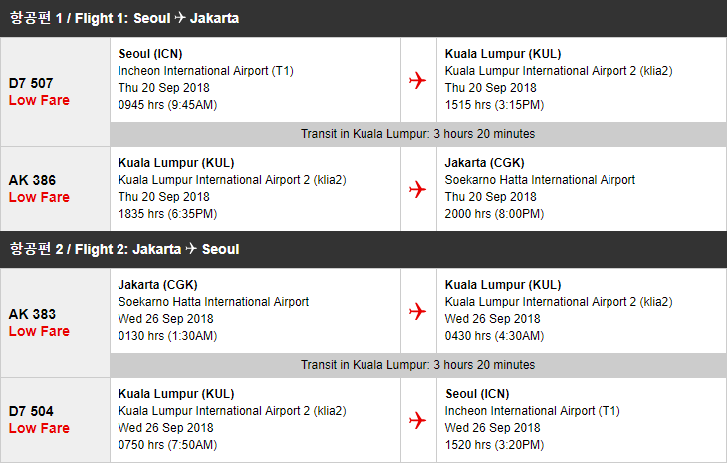 항공편 1 / Flight 1: Seoul ✈ Jakarta
D7 507
Low Fare
Seoul (ICN)
Incheon International Airport (T1)
Thu 20 Sep 2018
0945 hrs (9:45AM)
Kuala Lumpur (KUL)
Kuala Lumpur International Airport 2 (klia2)
Thu 20 Sep 2018
1515 hrs (3:15PM)
Transit in Kuala Lumpur: 3 hours 20 minutes
AK 386
Low Fare
Kuala Lumpur (KUL)
Kuala Lumpur International Airport 2 (klia2)
Thu 20 Sep 2018
1835 hrs (6:35PM)
Jakarta (CGK)
Soekarno Hatta International Airport
Thu 20 Sep 2018
2000 hrs (8:00PM)
항공편 2 / Flight 2: Jakarta ✈ Seoul
AK 383
Low Fare
Jakarta (CGK)
Soekarno Hatta International Airport
Wed 26 Sep 2018
0130 hrs (1:30AM)
Kuala Lumpur (KUL)
Kuala Lumpur International Airport 2 (klia2)
Wed 26 Sep 2018
0430 hrs (4:30AM)
Transit in Kuala Lumpur: 3 hours 20 minutes
D7 504
Low Fare
Kuala Lumpur (KUL)
Kuala Lumpur International Airport 2 (klia2)
Wed 26 Sep 2018
0750 hrs (7:50AM)
Seoul (ICN)
Incheon International Airport (T1)
Wed 26 Sep 2018
1520 hrs (3:20PM)